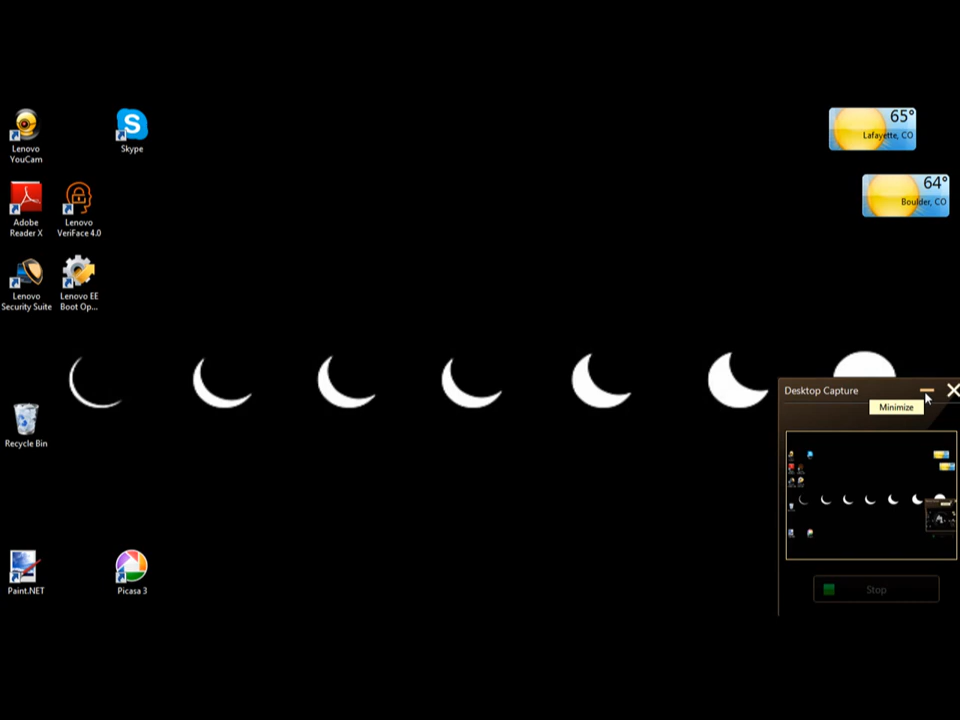 Lenovo
YouCam
Skype
65°
Lafayette, CO
64°
Boulder, CO
Adobe
Reader X
Lenovo
VeriFace 4.0
Lenovo
Security Suite
Lenovo EE
Boot Op...
Desktop Capture
Minimize
Recycle Bin
Paint.NET
Picasa 3
Stop